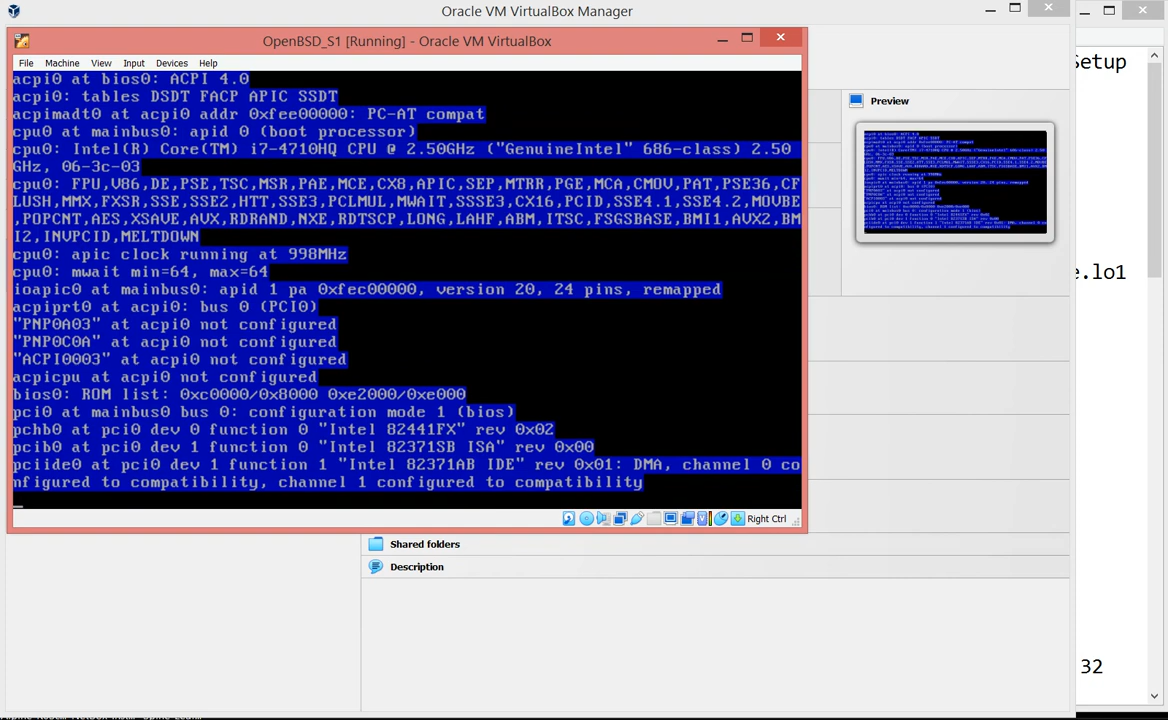 Oracle VM VirtualBox Manager
OpenBSD_S1 [Running] - Oracle VM VirtualBox
File Machine View Input Devices Help
acpi0 at bios0: ACPI 4.0
acpi0: tables DSDT FACP APIC SSDT
acpimadt0 at acpi0 addr 0xfee00000: PC-AT compat
cpu0 at mainbus0: apid 0 (boot processor)
cpu0: Intel(R) Core(TM) i7-4710HQ CPU @ 2.50GHz ("GenuineIntel" 686-class) 2.50
GHz, 06-3c-03
cpu0: FPU,V86,DE,PSE,TSC,MSR,PAE,MCE,CX8,APIC,SEP,MTRR,PGE,MCA,CMOV,PAT,PSE36,CF
LUSH,MMX,FXSR,SSE,SSE2,HTT,SSE3,PCLMUL,MWAIT,SSSE3,CX16,PCID,SSE4.1,SSE4.2,MOVBE
,POPCNT,AES,XSAVE,AVX,RDRAND,NXE,RDTSCP,LONG,LAHF,ABM,ITSC,FSGSBASE,BMI1,AVX2,BM
I2,INVPCID,MELTDOWN
cpu0: apic clock running at 998MHz
cpu0: mwait min=64, max=64
ioapic0 at mainbus0: apid 1 pa 0xfec00000, version 20, 24 pins, remapped
acpiprt0 at acpi0: bus 0 (PCI0)
"PNP0A03" at acpi0 not configured
"PNP0C0A" at acpi0 not configured
"ACPI0003" at acpi0 not configured
acpicpu at acpi0 not configured
bios0: ROM list: 0xc0000/0x8000 0xe2000/0xe000
pci0 at mainbus0 bus 0: configuration mode 1 (bios)
pchb0 at pci0 dev 0 function 0 "Intel 82441FX" rev 0x02
pcib0 at pci0 dev 1 function 0 "Intel 82371SB ISA" rev 0x00
pciide0 at pci0 dev 1 function 1 "Intel 82371AB IDE" rev 0x01: DMA, channel 0 co
nfigured to compatibility, channel 1 configured to compatibility
Right Ctrl
Preview
Setup
e.lo1
32
Shared folders
Description